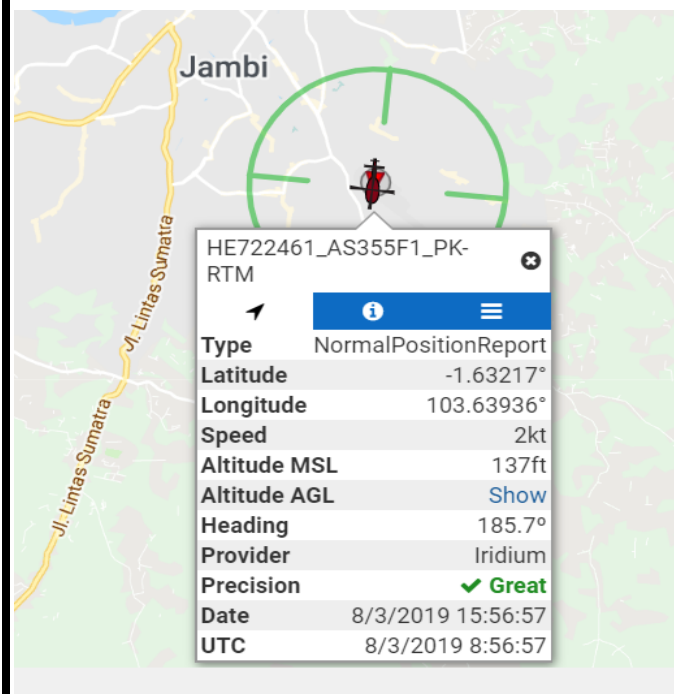 Jambi
Jl. Lintas Sumatra
Jl. Lintas Sumatra
HE722461_AS355F1_PK-
RTM
Type NormalPositionReport
Latitude -1.63217°
Longitude 103.63936°
Speed 2kt
Altitude MSL 137ft
Altitude AGL Show
Heading 185.7º
Provider Iridium
Precision ✔ Great
Date 8/3/2019 15:56:57
UTC 8/3/2019 8:56:57